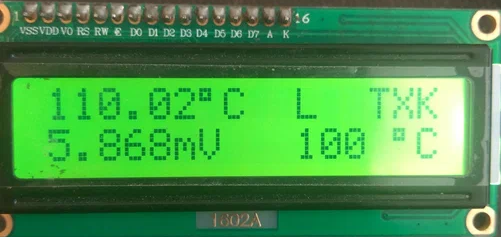 1 16
VSS VDD VO RS RW E D0 D1 D2 D3 D4 D5 D6 D7 A K
110.02°C L TXK
5.868mV 100 °C
1602A